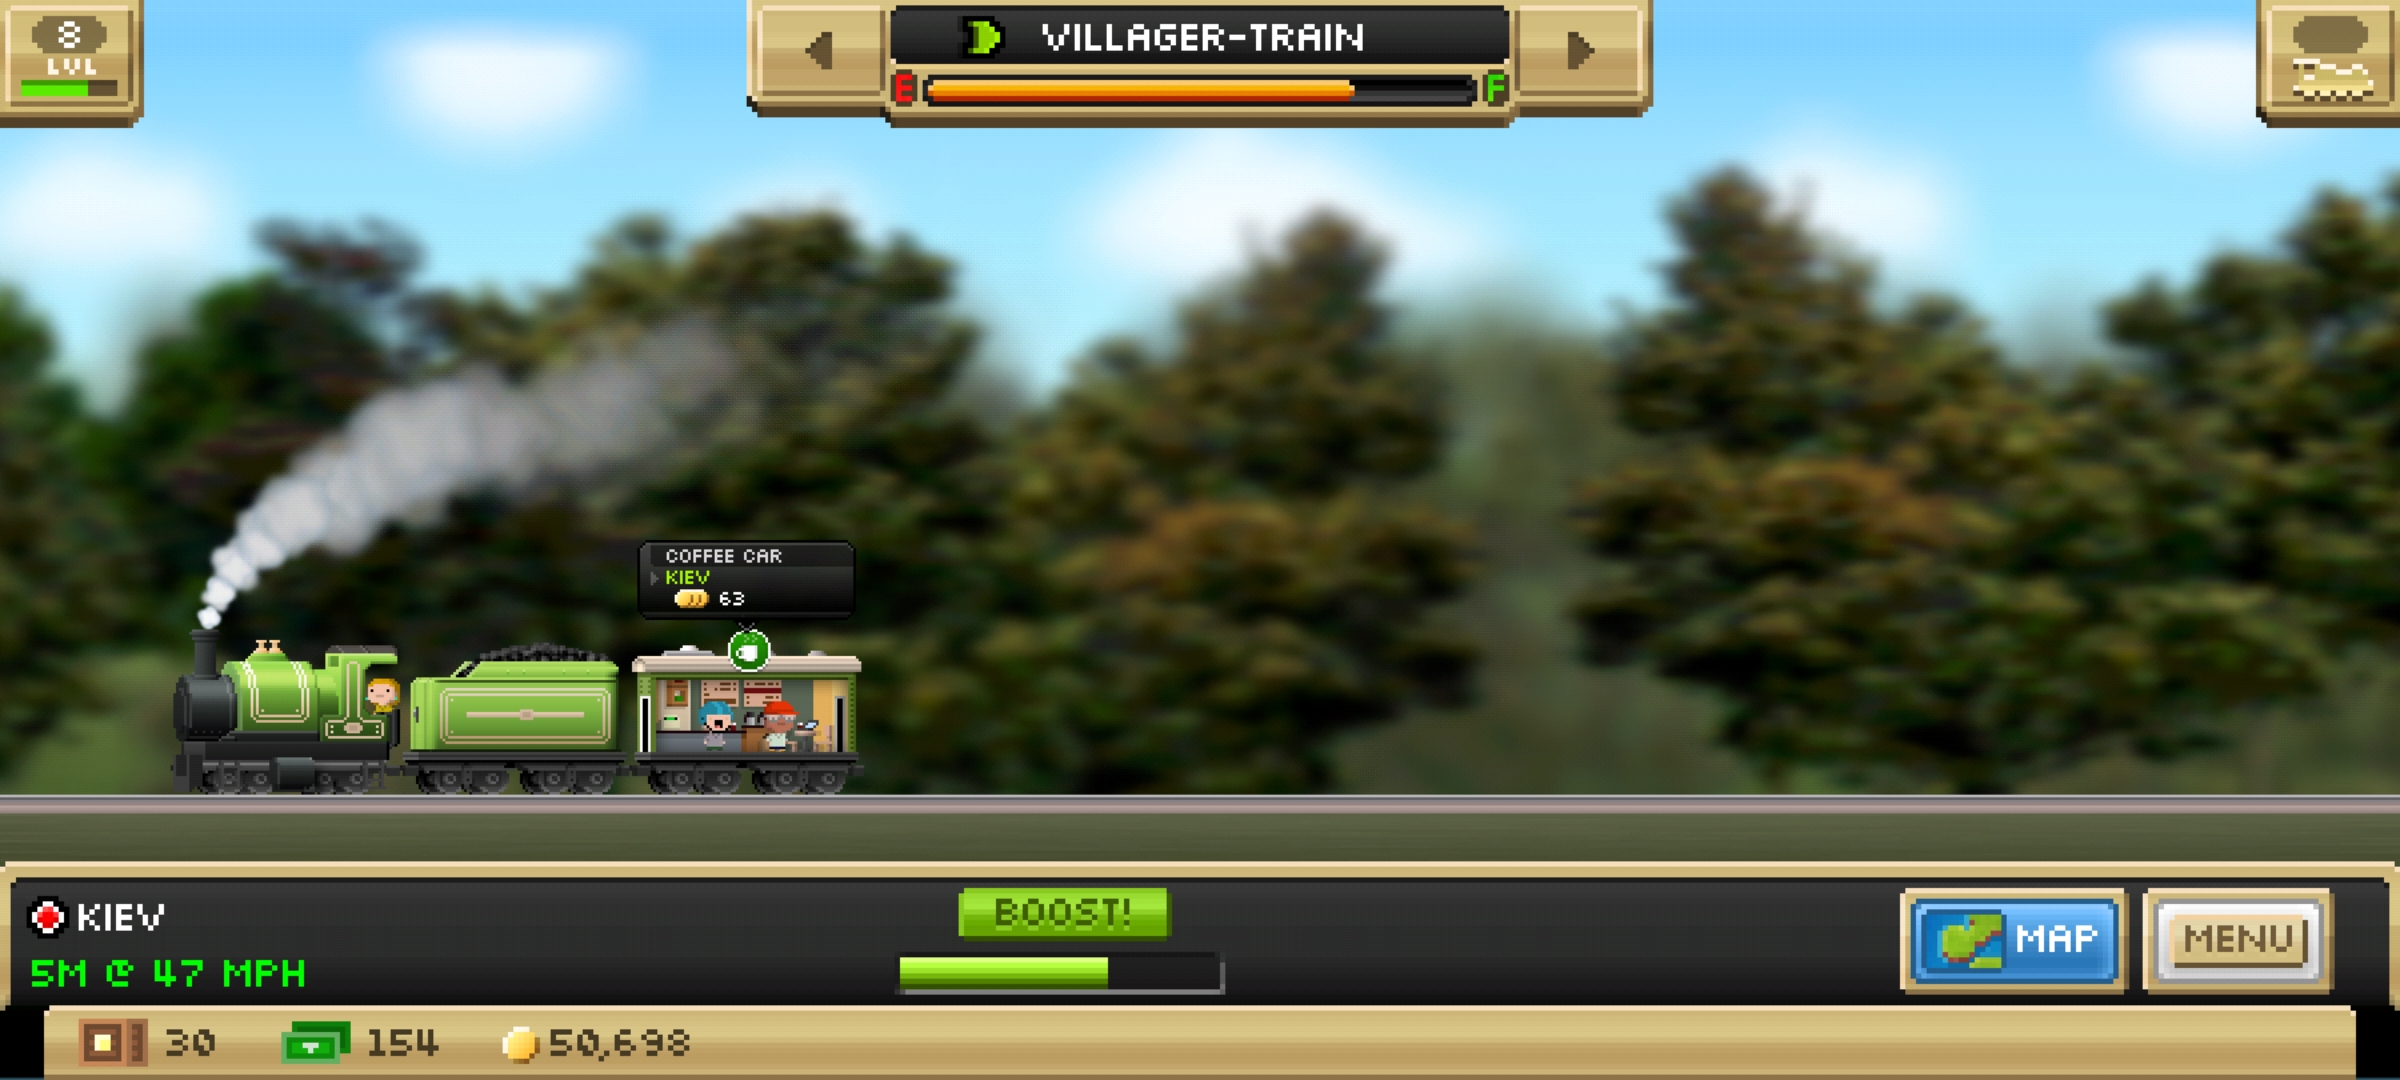 8
LVL
VILLAGER-TRAIN
E
F
COFFEE CAR
KIEV
63
KIEV
5M @ 47 MPH
BOOST!
MAP
MENU
30
154
50,698